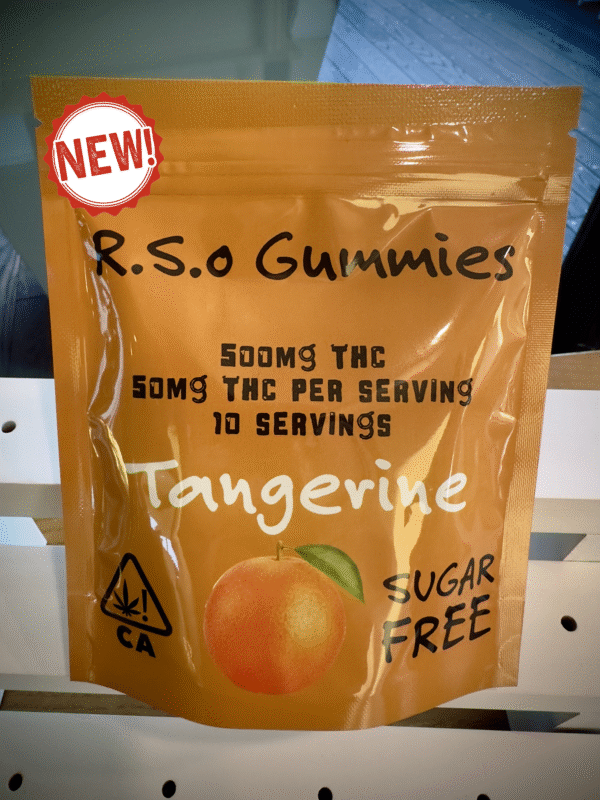 NEW!
R.S.o Gummies
500mg THC
50mg THC PER SERVING
10 SERVINGS
Tangerine
SUGAR
FREE
CA